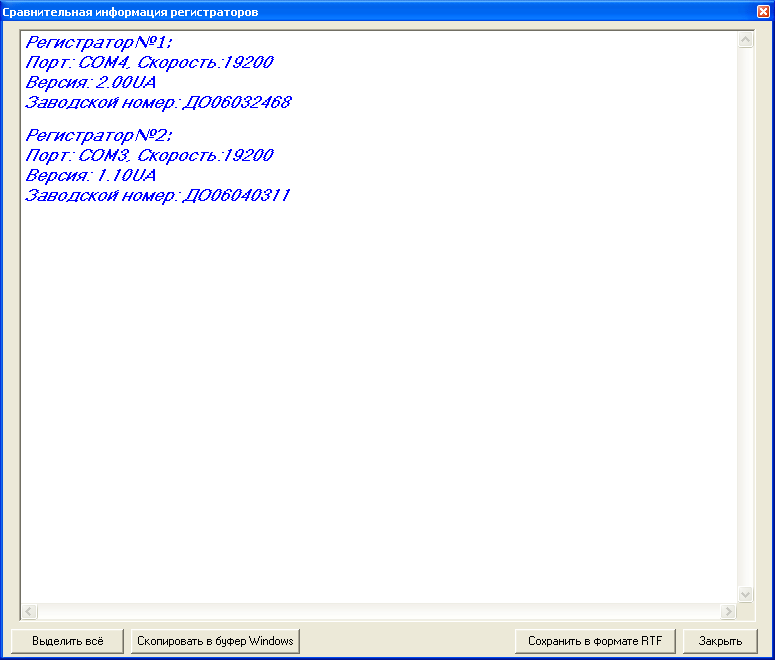 Сравнительная информация регистраторов
Регистратор№1:
Порт: COM4, Скорость:19200
Версия: 2.00UA
Заводской номер: ДО06032468
Регистратор№2:
Порт: COM3, Скорость:19200
Версия: 1.10UA
Заводской номер: ДО06040311
Выделить всё
Скопировать в буфер Windows
Сохранить в формате RTF
Закрыть